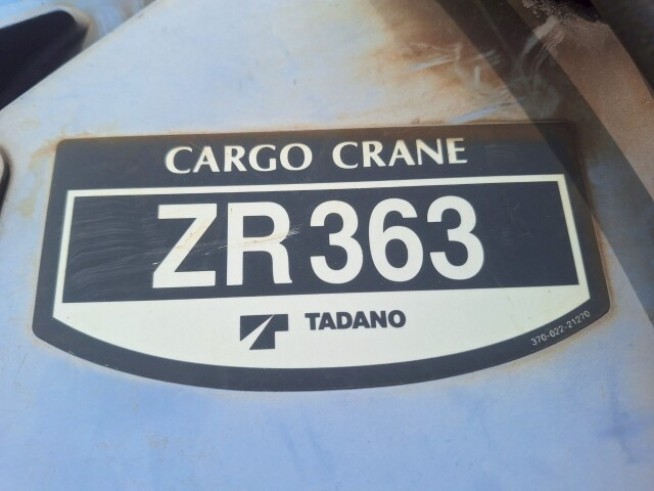 CARGO CRANE
ZR363
TADANO
370-022-21270